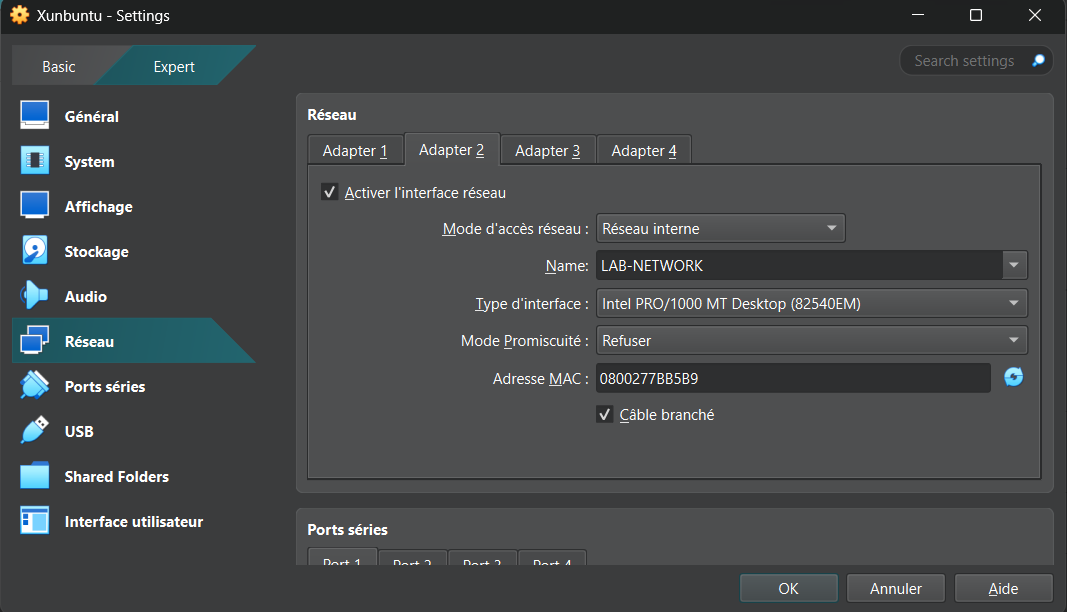 Xunbuntu - Settings
Basic
Expert
Search settings
Général
System
Affichage
Stockage
Audio
Réseau
Ports séries
USB
Shared Folders
Interface utilisateur
Réseau
Adapter 1
Adapter 2
Adapter 3
Adapter 4
Activer l'interface réseau
Mode d'accès réseau : Réseau interne
Name: LAB-NETWORK
Type d'interface : Intel PRO/1000 MT Desktop (82540EM)
Mode Promiscuité : Refuser
Adresse MAC : 0800277BB5B9
Câble branché
Ports séries
Port 1
Port 2
Port 3
Port 4
OK
Annuler
Aide